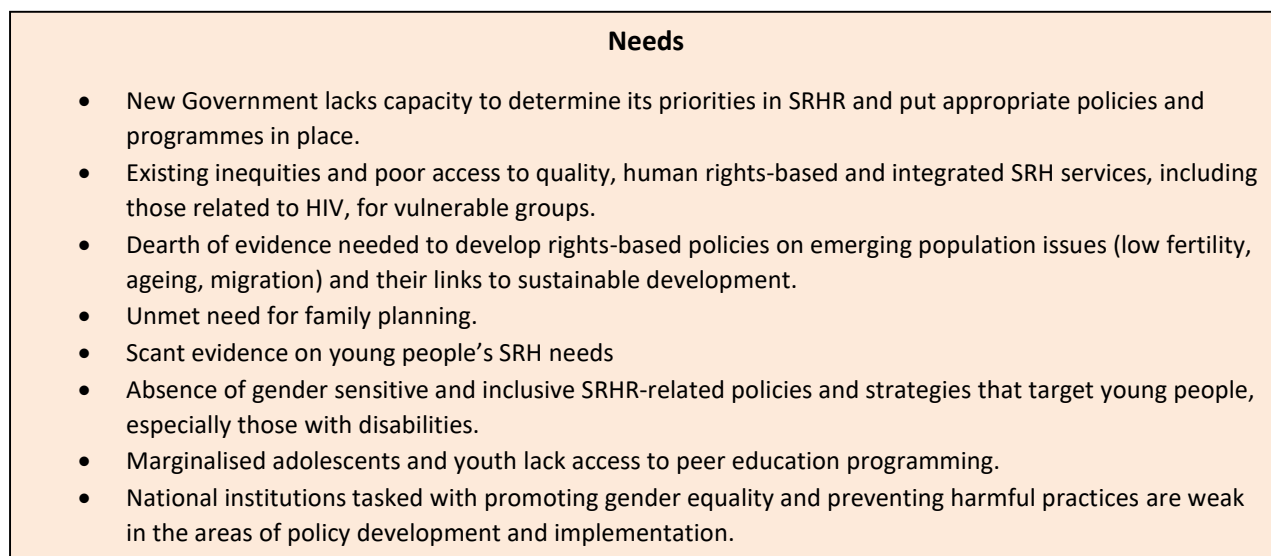 Needs
• New Government lacks capacity to determine its priorities in SRHR and put appropriate policies and
programmes in place.
• Existing inequities and poor access to quality, human rights-based and integrated SRH services, including
those related to HIV, for vulnerable groups.
• Dearth of evidence needed to develop rights-based policies on emerging population issues (low fertility,
ageing, migration) and their links to sustainable development.
• Unmet need for family planning.
• Scant evidence on young people’s SRH needs
• Absence of gender sensitive and inclusive SRHR-related policies and strategies that target young people,
especially those with disabilities.
• Marginalised adolescents and youth lack access to peer education programming.
• National institutions tasked with promoting gender equality and preventing harmful practices are weak
in the areas of policy development and implementation.